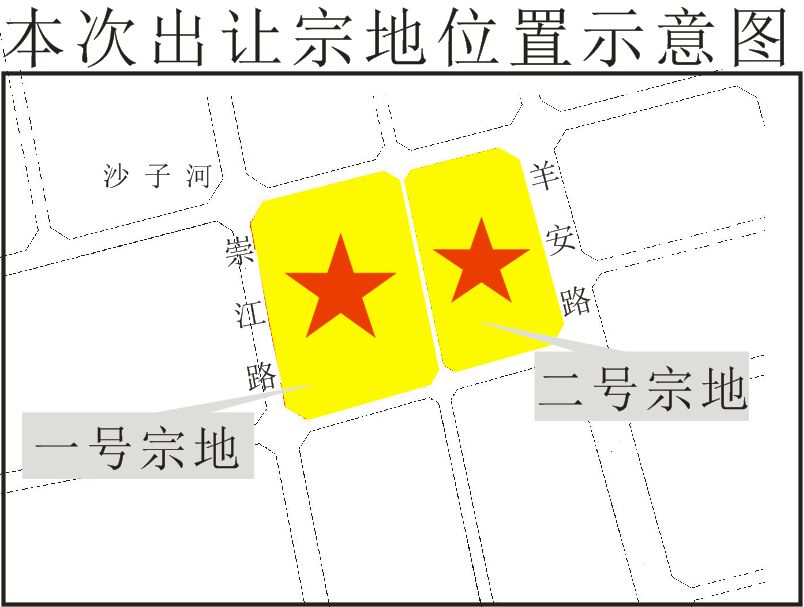 本次出让宗地位置示意图
沙子河
羊安路
崇江路
二号宗地
一号宗地